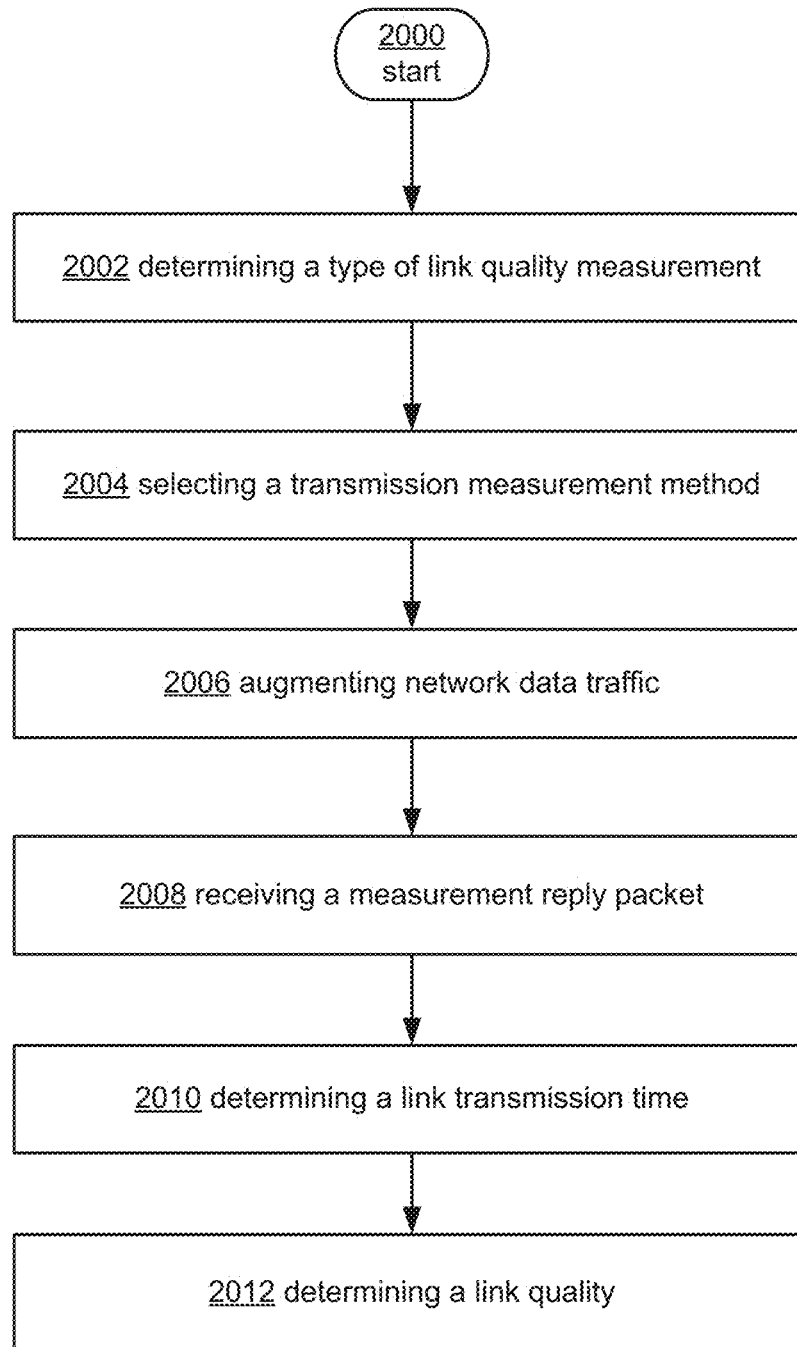 2000
start
2002 determining a type of link quality measurement
2004 selecting a transmission measurement method
2006 augmenting network data traffic
2008 receiving a measurement reply packet
2010 determining a link transmission time
2012 determining a link quality